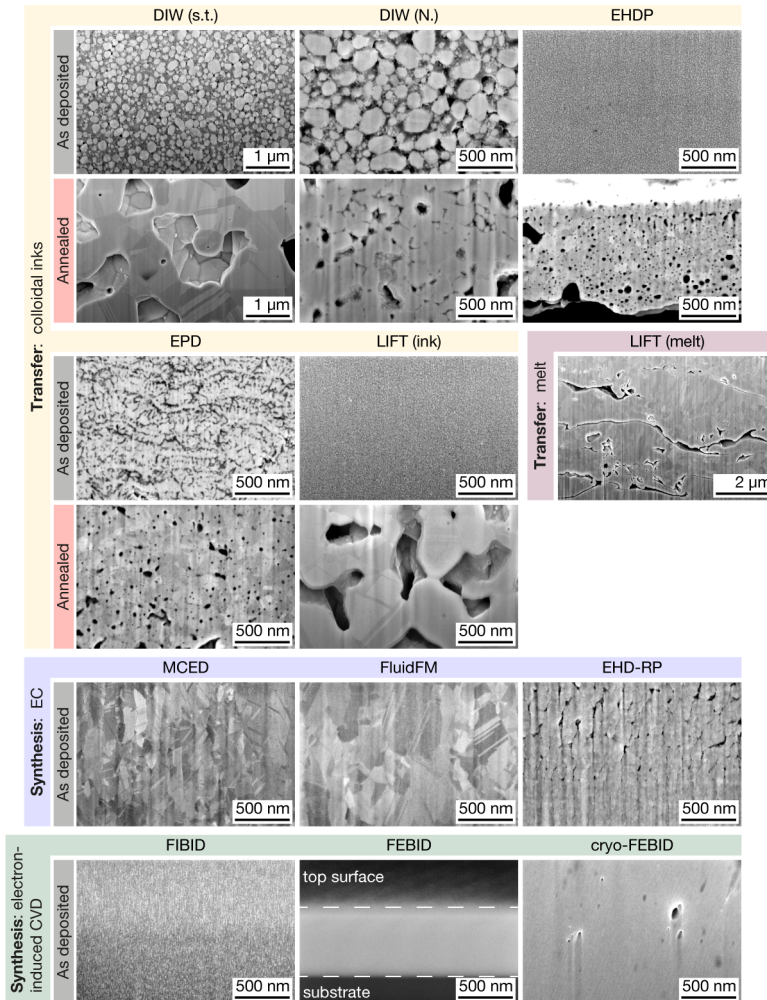 DIW (s.t.)
DIW (N.)
EHDP
Transfer: colloidal inks
As deposited
1 µm
500 nm
500 nm
Annealed
1 µm
500 nm
500 nm
EPD
LIFT (ink)
LIFT (melt)
As deposited
500 nm
500 nm
Transfer: melt
2 µm
Annealed
500 nm
500 nm
MCED
FluidFM
EHD-RP
Synthesis: EC
As deposited
500 nm
500 nm
500 nm
FIBID
FEBID
cryo-FEBID
Synthesis: electron-
induced CVD
As deposited
500 nm
top surface
substrate
500 nm
500 nm